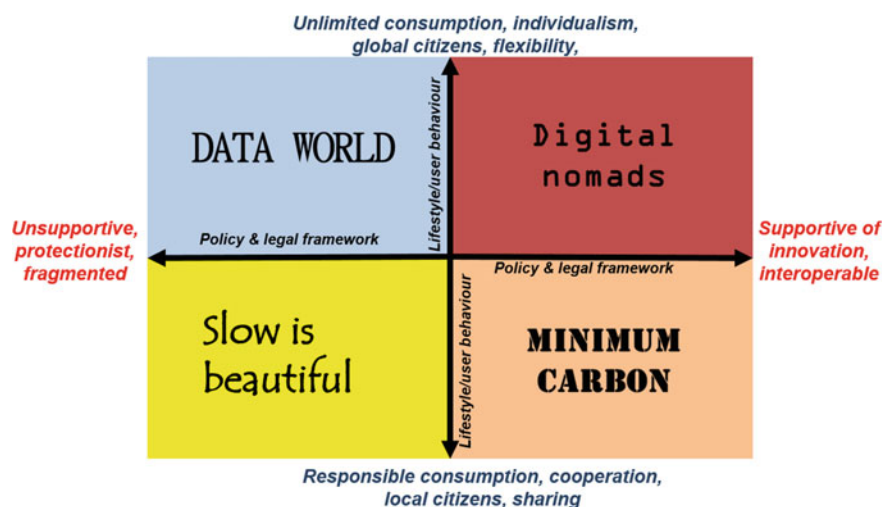 Unlimited consumption, individualism,
global citizens, flexibility,
DATA WORLD
Digital
nomads
Lifestyle/user behaviour
Unsupportive,
protectionist,
fragmented
Policy & legal framework
Policy & legal framework
Supportive of
innovation,
interoperable
Slow is
beautiful
Lifestyle/user behaviour
MINIMUM
CARBON
Responsible consumption, cooperation,
local citizens, sharing